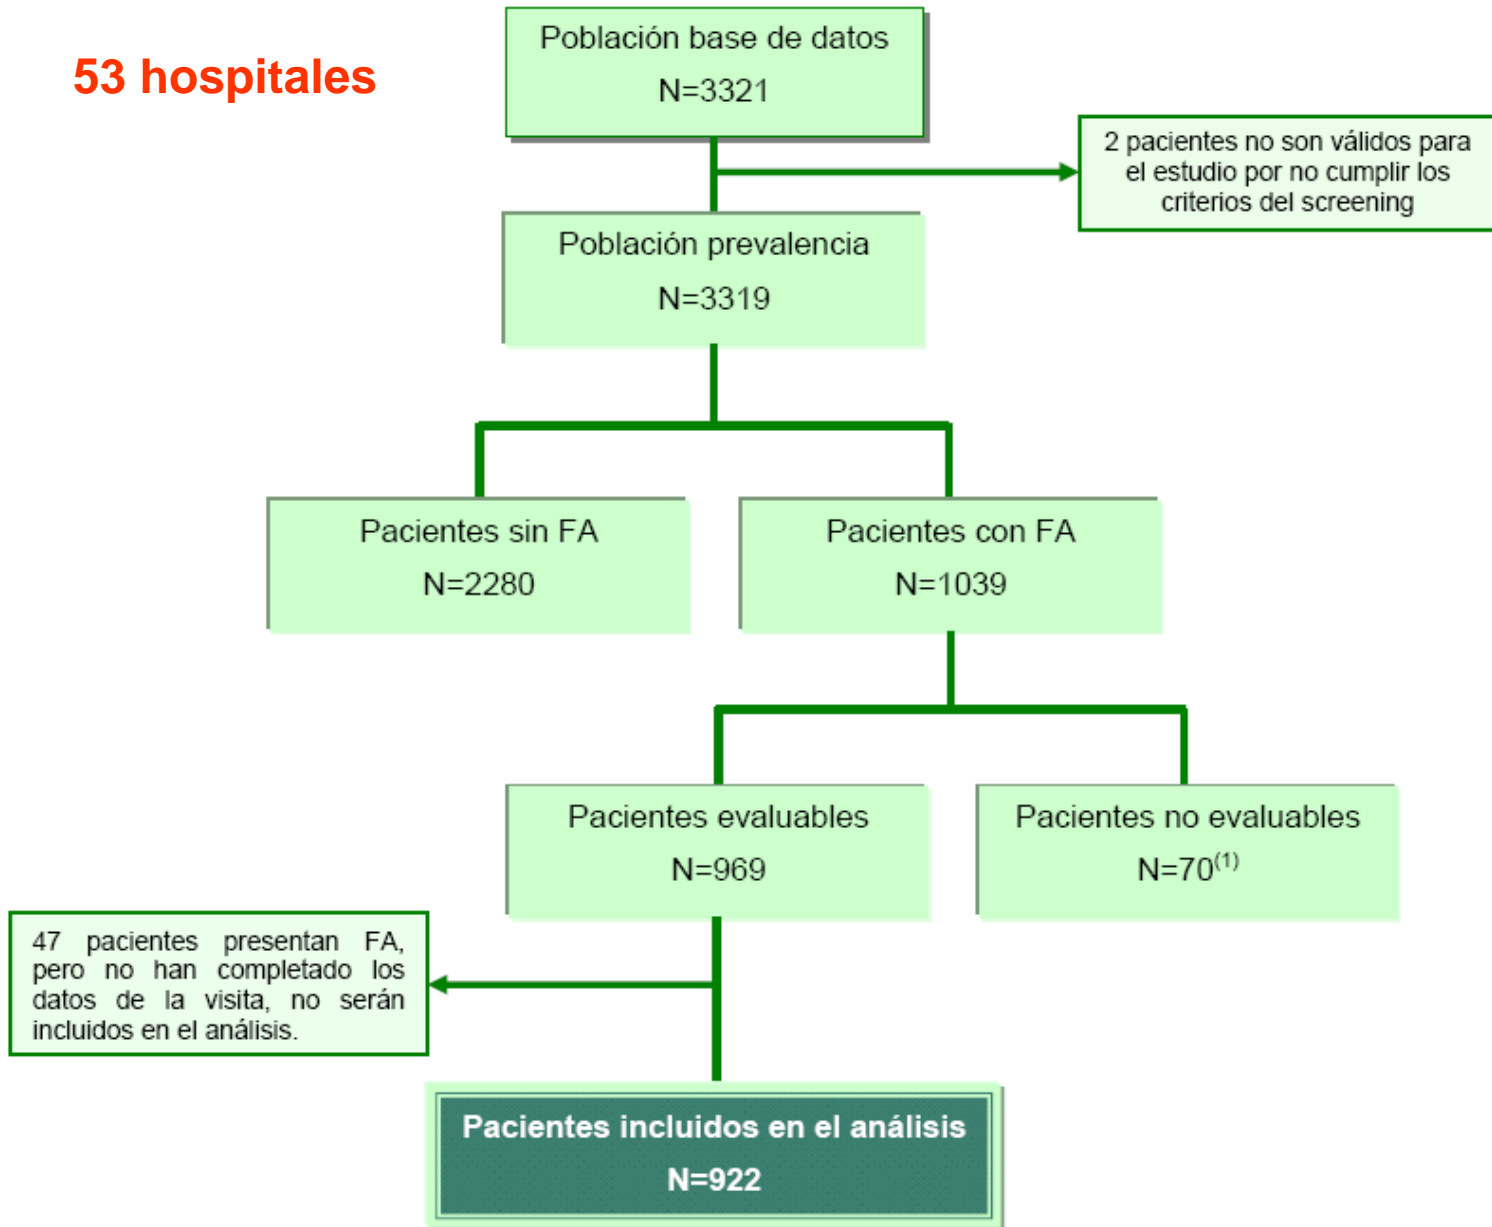 53 hospitales
Población base de datos
N=3321
2 pacientes no son válidos para
el estudio por no cumplir los
criterios del screening
Población prevalencia
N=3319
Pacientes sin FA
N=2280
Pacientes con FA
N=1039
Pacientes evaluables
N=969
Pacientes no evaluables
N=70(1)
47 pacientes presentan FA,
pero no han completado los
datos de la visita, no serán
incluidos en el análisis.
Pacientes incluidos en el análisis
N=922